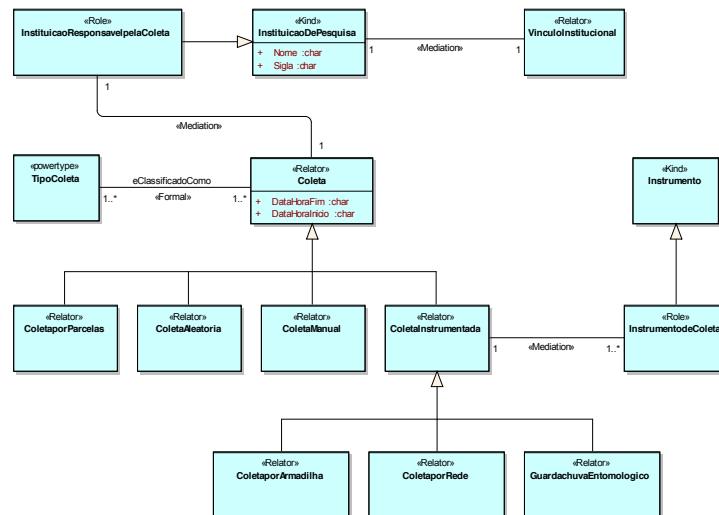 «Role»
InstituicaoResponsavelpelaColeta
«Kind»
InstituicaoDePesquisa
+ Nome :char
+ Sigla :char
«Relator»
VinculoInstitucional
1
«Mediation»
1
1
«Mediation»
1
«powertype»
TipoColeta
eClassificadoComo
1..*
«Formal»
1..*
«Relator»
Coleta
+ DataHoraFim :char
+ DataHoraInicio :char
«Kind»
Instrumento
«Relator»
ColetaporParcelas
«Relator»
ColetaAleatoria
«Relator»
ColetaManual
«Relator»
ColetaInstrumentada
1
«Mediation»
1..*
«Role»
InstrumentodeColeta
«Relator»
ColetaporArmadilha
«Relator»
ColetaporRede
«Relator»
GuardachuvaEntomologico